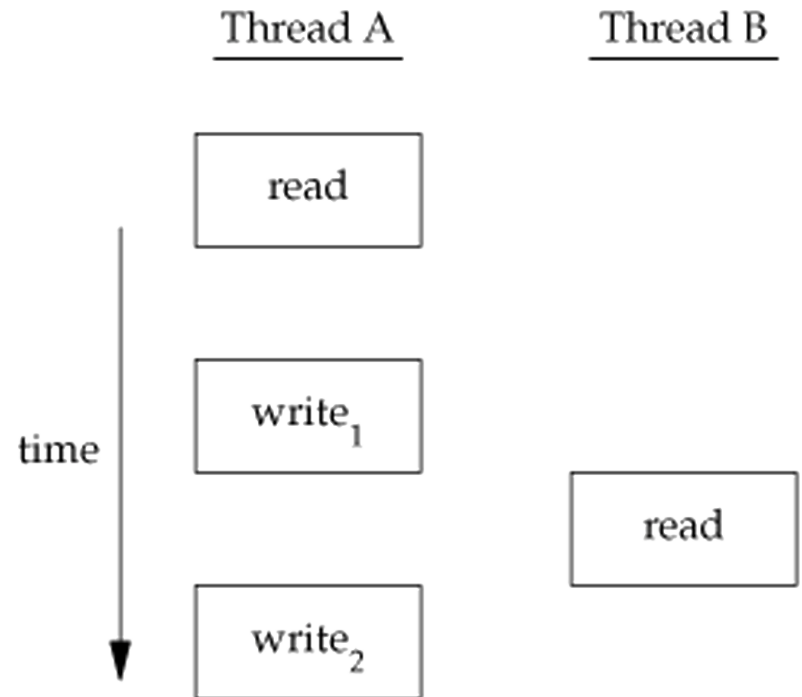 Thread A Thread B
read
write₁
time
read
write₂